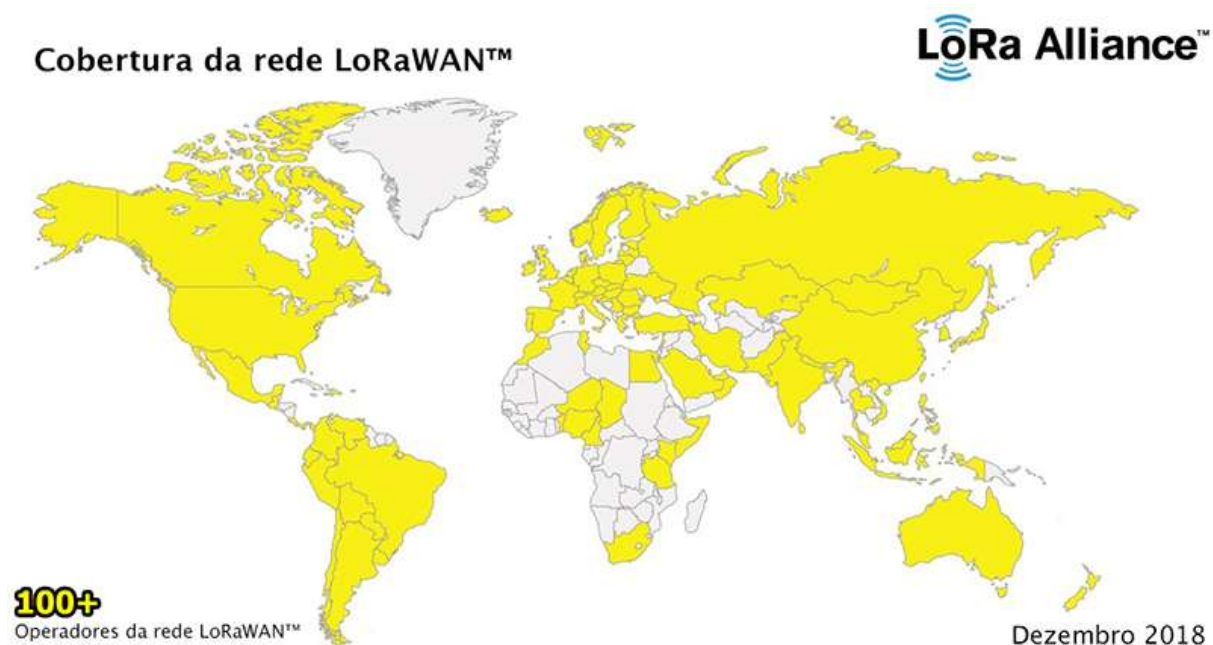 Cobertura da rede LoRaWAN™
LoRa Alliance™
100+
Operadores da rede LoRaWAN™
Dezembro 2018